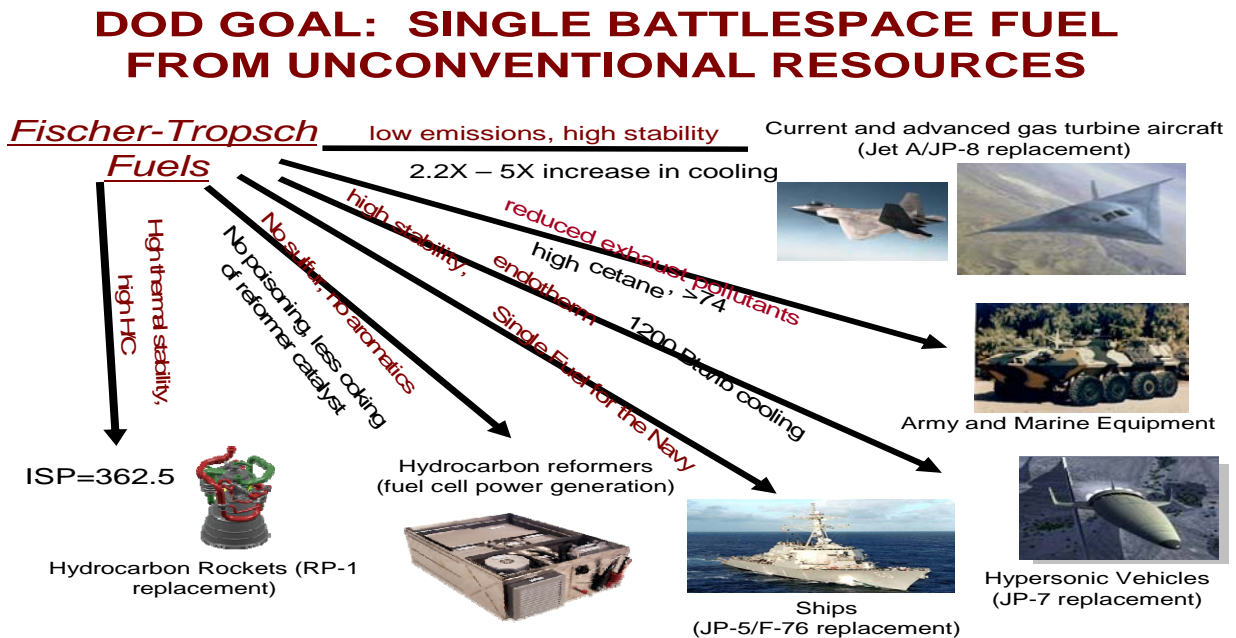 DOD GOAL: SINGLE BATTLESPACE FUEL
FROM UNCONVENTIONAL RESOURCES
Fischer-Tropsch
Fuels
low emissions, high stability
2.2X – 5X increase in cooling
Current and advanced gas turbine aircraft
(Jet A/JP-8 replacement)
reduced exhaust pollutants
high cetane, >74
Army and Marine Equipment
high stability, endotherm
1200 Btu/lb cooling
Hypersonic Vehicles
(JP-7 replacement)
Single Fuel for the Navy
Ships
(JP-5/F-76 replacement)
No sulfur, no aromatics
No poisoning, less coking
of reformer catalyst
Hydrocarbon reformers
(fuel cell power generation)
High thermal stability,
high H/C
ISP=362.5
Hydrocarbon Rockets (RP-1
replacement)